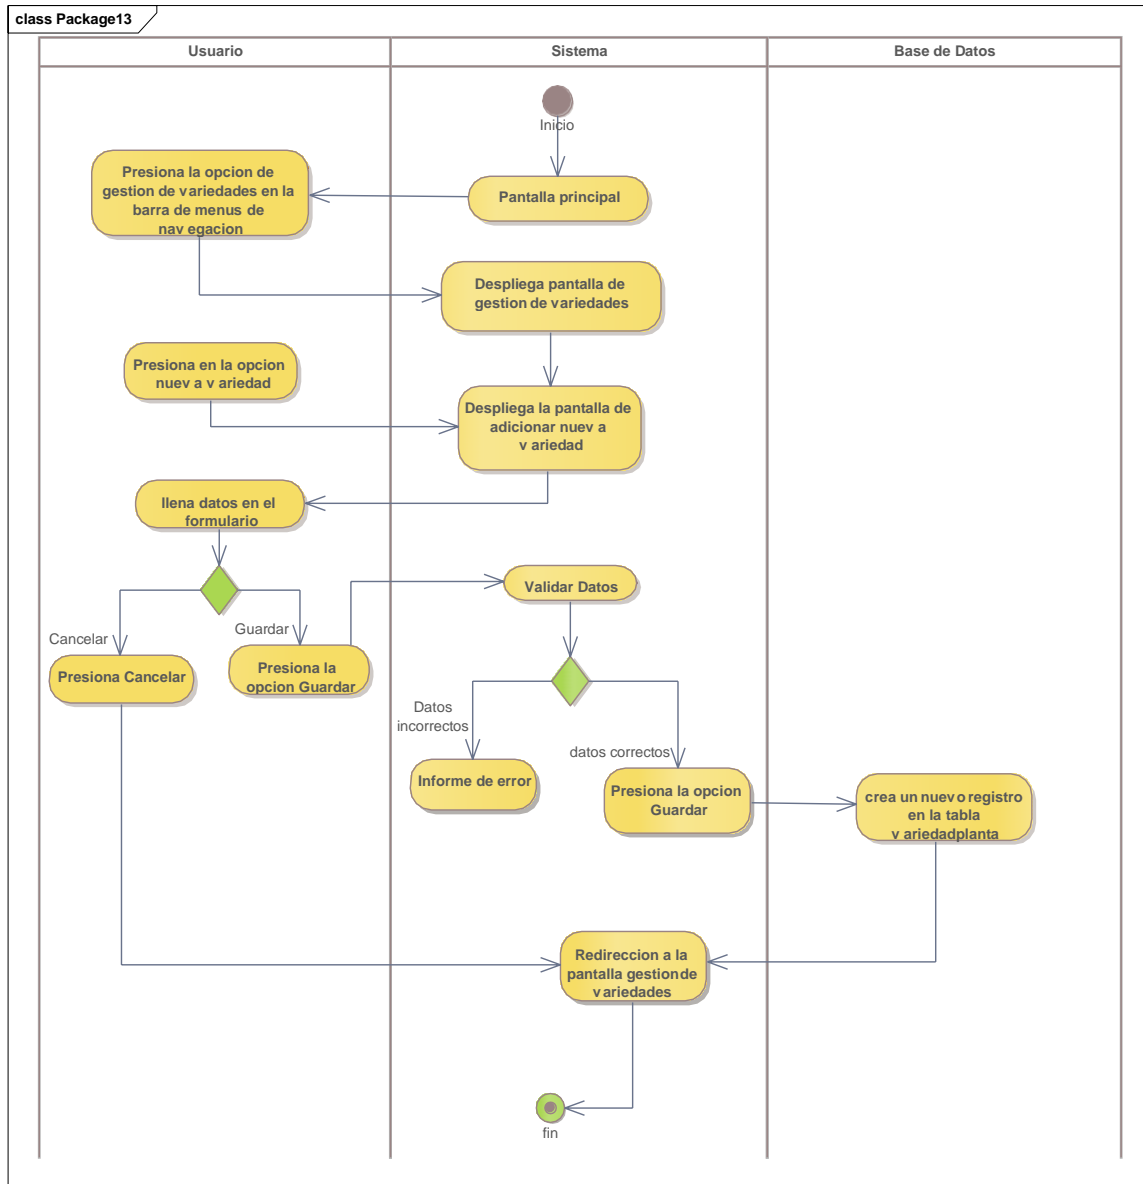 class Package13
Usuario
Sistema
Base de Datos
Inicio
Presiona la opcion de
gestion de variedades en la
barra de menus de
nav egacion
Pantalla principal
Despliega pantalla de
gestion de variedades
Presiona en la opcion
nuev a v ariedad
Despliega la pantalla de
adicionar nuev a
v ariedad
llena datos en el
formulario
Validar Datos
Cancelar
Guardar
Presiona Cancelar
Presiona la
opcion Guardar
Datos
incorrectos
datos correctos
Informe de error
Presiona la opcion
Guardar
crea un nuevo registro
en la tabla
v ariedadplanta
Redireccion a la
pantalla gestion de
v ariedades
fin